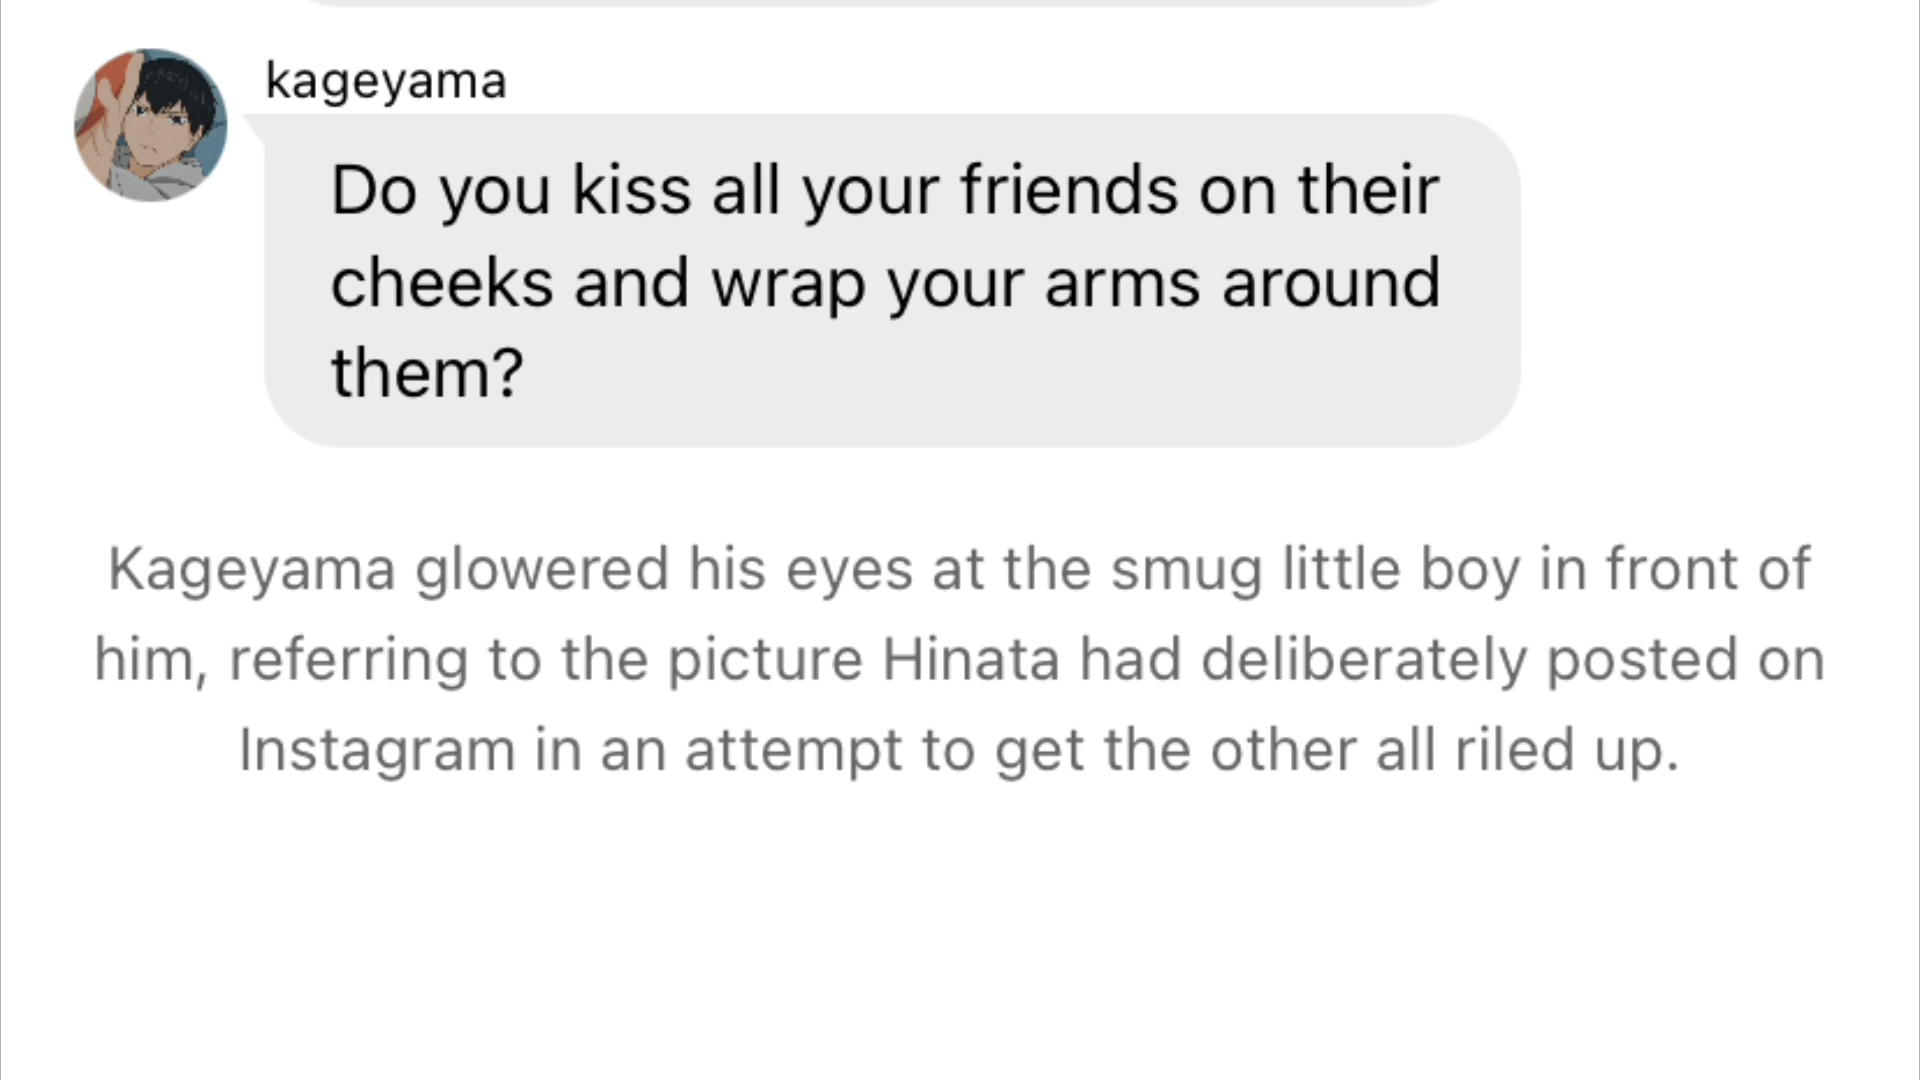 kageyama
Do you kiss all your friends on their
cheeks and wrap your arms around
them?
Kageyama glowered his eyes at the smug little boy in front of
him, referring to the picture Hinata had deliberately posted on
Instagram in an attempt to get the other all riled up.